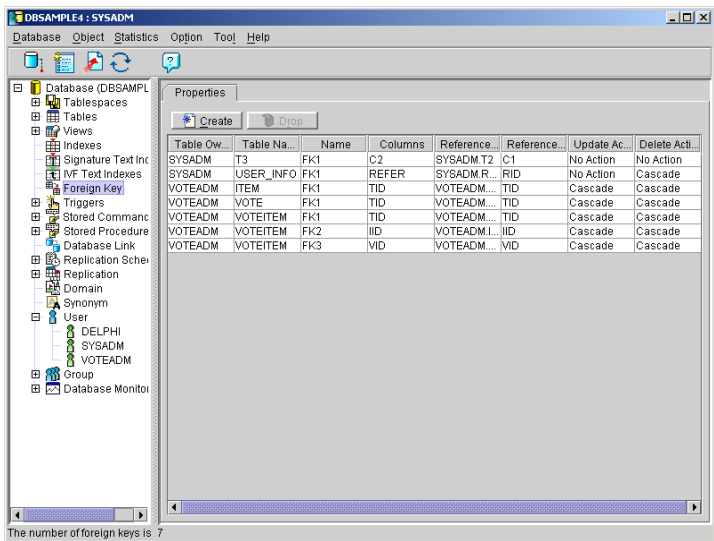 DBSAMPLE4 : SYSADM
Database Object Statistics Option Tool Help
Database (DBSAMPL
Tablespaces
Tables
Views
Indexes
Signature Text Ind
IVF Text Indexes
Foreign Key
Triggers
Stored Command
Stored Procedure
Database Link
Replication Sche
Replication
Domain
Synonym
User
DELPHI
SYSADM
VOTEADM
Group
Database Monitor
Properties
Create Drop
Table Ow... Table Na... Name Columns Reference... Reference... Update Ac... Delete Acti...
SYSADM T3 FK1 C2 SYSADM.T2 C1 No Action No Action
SYSADM USER_INFO FK1 REFER SYSADM.R... RID No Action Cascade
VOTEADM ITEM FK1 TID VOTEADM.... TID Cascade Cascade
VOTEADM VOTE FK1 TID VOTEADM.... TID Cascade Cascade
VOTEADM VOTEITEM FK1 TID VOTEADM.... TID Cascade Cascade
VOTEADM VOTEITEM FK2 IID VOTEADM.I... IID Cascade Cascade
VOTEADM VOTEITEM FK3 VID VOTEADM.... VID Cascade Cascade
The number of foreign keys is 7